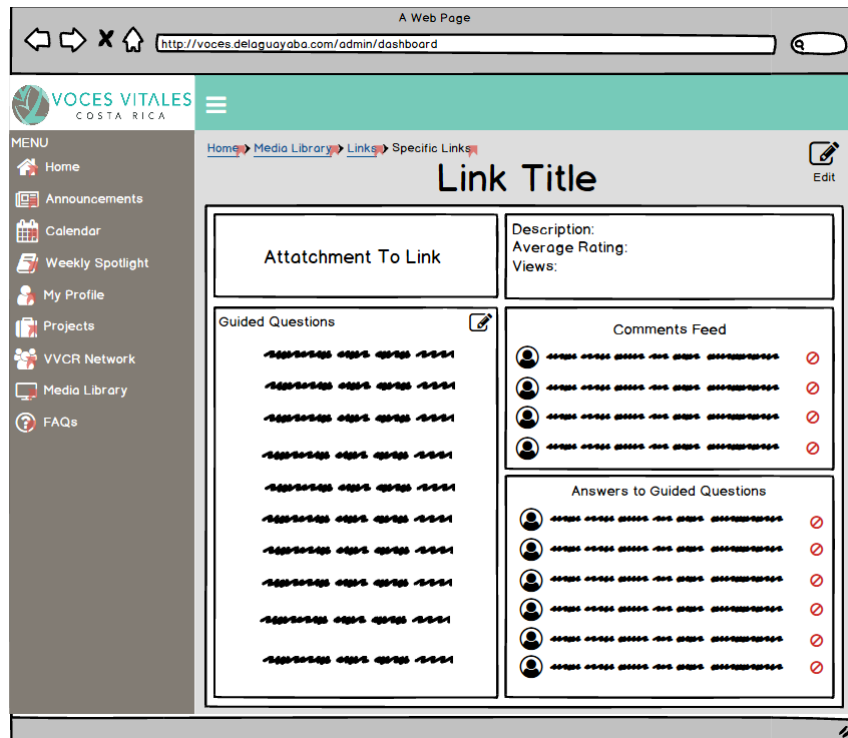 A Web Page
http://voces.delaguayaba.com/admin/dashboard
VOCES VITALES
COSTA RICA
MENU
Home
Announcements
Calendar
Weekly Spotlight
My Profile
Projects
VVCR Network
Media Library
FAQs
Home > Media Library > Links > Specific Links
Link Title
Edit
Attatchment To Link
Description:
Average Rating:
Views:
Guided Questions
Comments Feed
Answers to Guided Questions